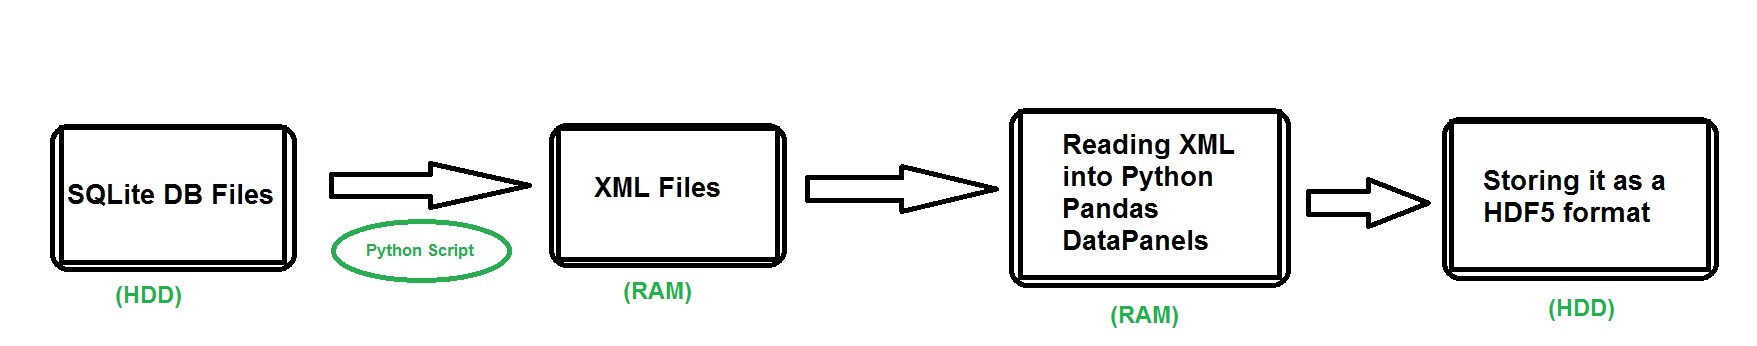 SQLite DB Files
(HDD)
Python Script
XML Files
(RAM)
Reading XML
into Python
Pandas
DataPanels
(RAM)
Storing it as a
HDF5 format
(HDD)